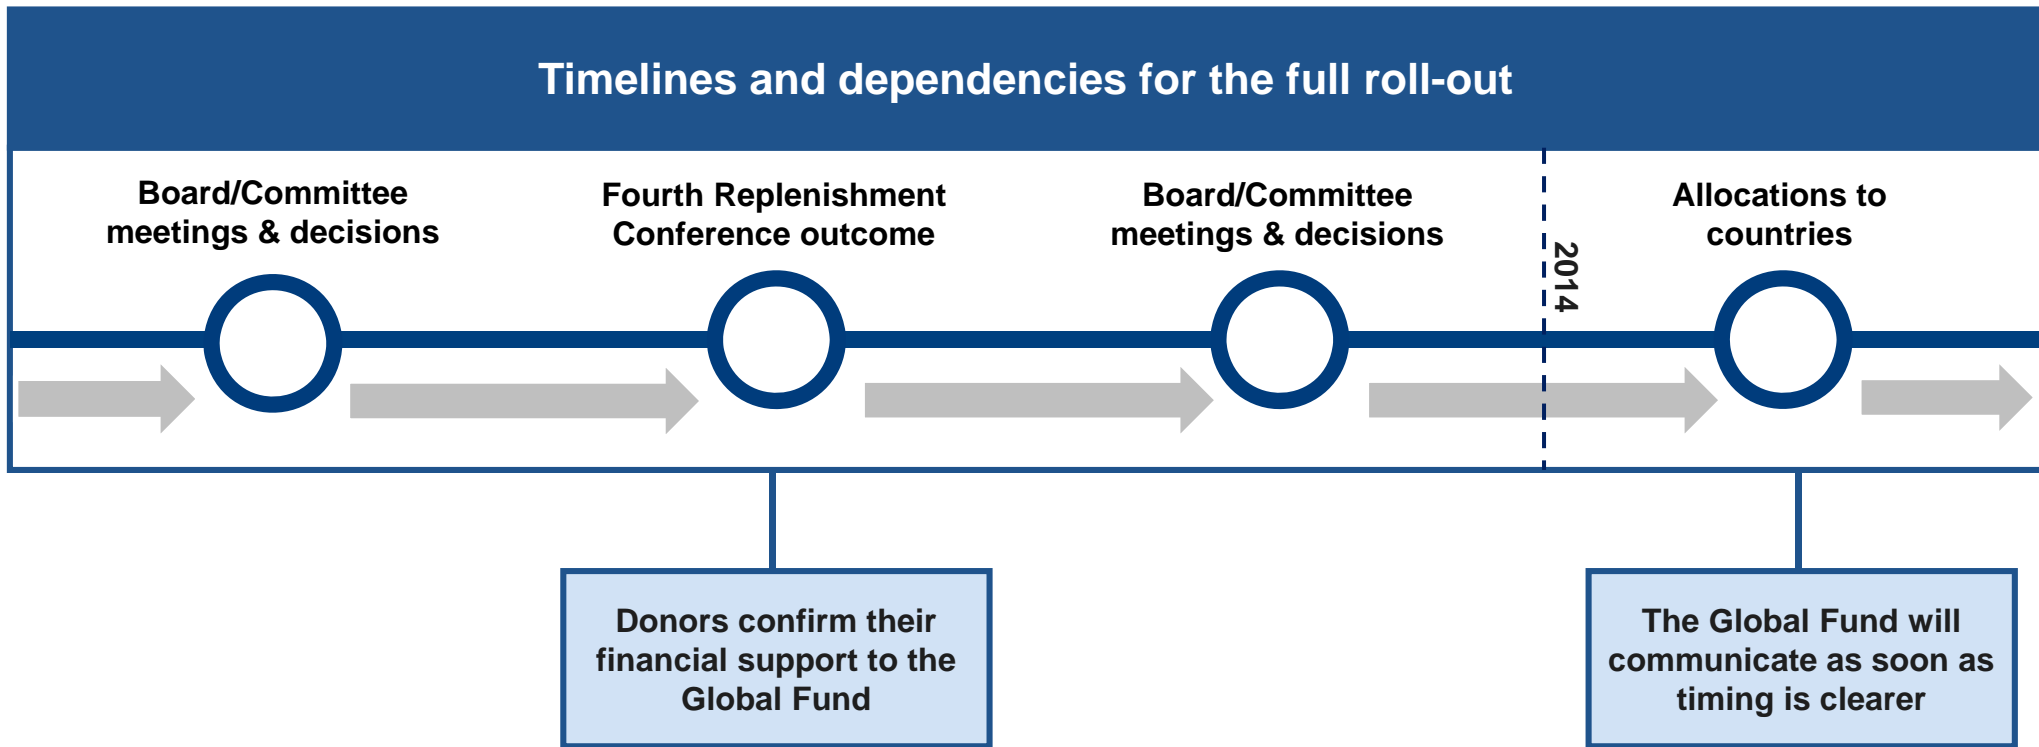 Timelines and dependencies for the full roll-out
Board/Committee
meetings & decisions
Fourth Replenishment
Conference outcome
Board/Committee
meetings & decisions
2014
Allocations to
countries
Donors confirm their
financial support to the
Global Fund
The Global Fund will
communicate as soon as
timing is clearer